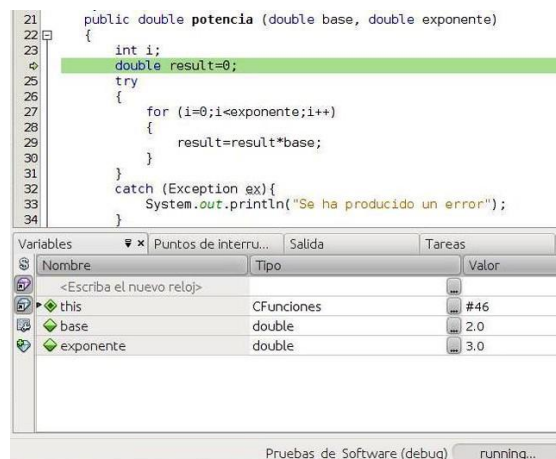 21 public double potencia (double base, double exponente)
22 {
23 int i;
double result=0;
25 try
26 {
27 for (i=0;i<exponente;i++)
28 {
29 result=result*base;
30 }
31 }
32 catch (Exception ex){
33 System.out.println("Se ha producido un error");
34 }
Variables Puntos de interru... Salida Tareas
Nombre Tipo Valor
<Escriba el nuevo reloj> ...
this CFunciones ... #46
base double ... 2.0
exponente double ... 3.0
Pruebas de Software (debug) running...